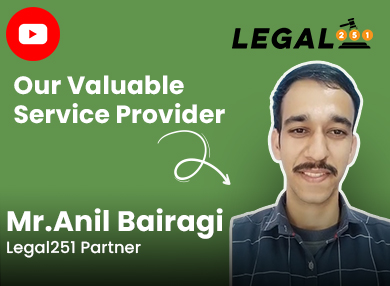 LEGAL 251
Our Valuable
Service Provider
Mr.Anil Bairagi
Legal251 Partner